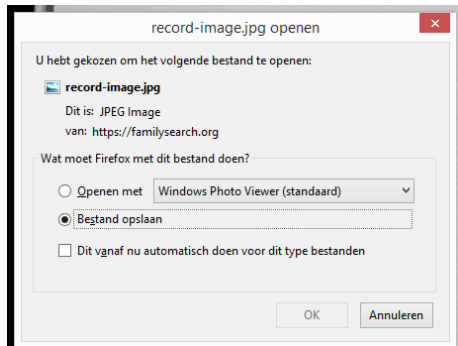 record-image.jpg openen
U hebt gekozen om het volgende bestand te openen:
record-image.jpg
Dit is: JPEG Image
van: https://familysearch.org
Wat moet Firefox met dit bestand doen?
Openen met Windows Photo Viewer (standaard)
Bestand opslaan
Dit vanaf nu automatisch doen voor dit type bestanden
OK Annuleren